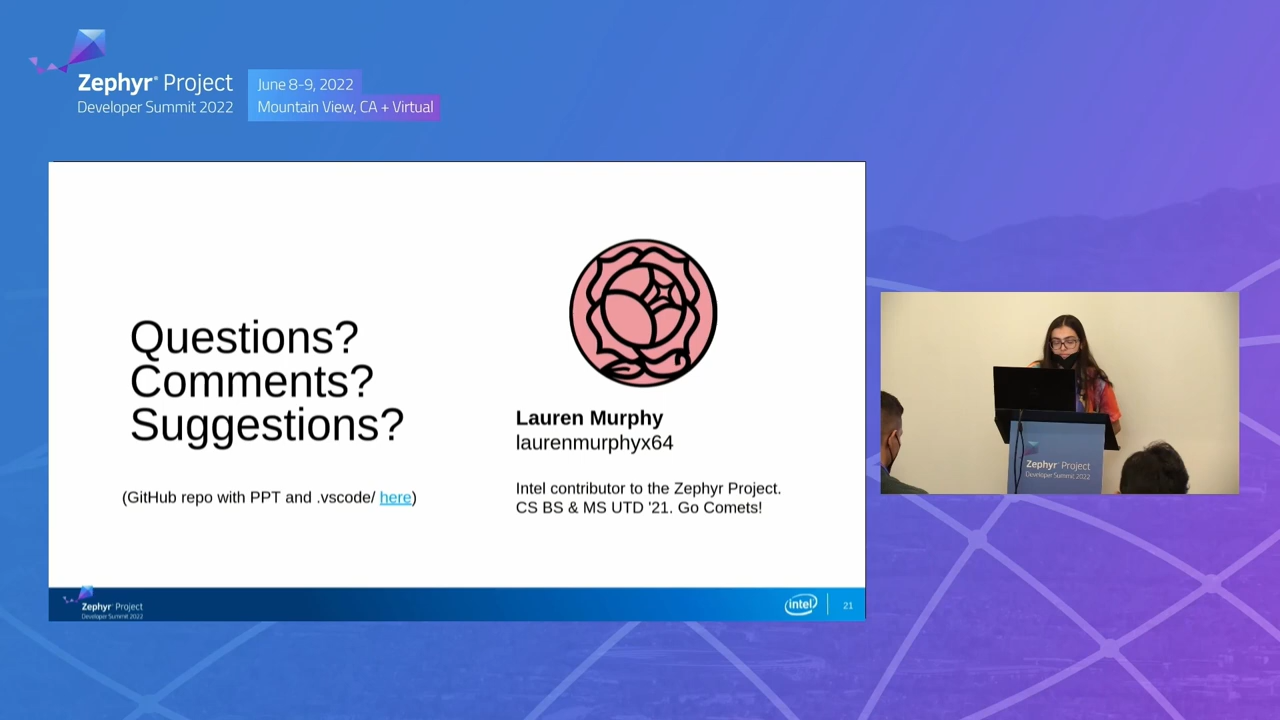 Zephyr® Project
Developer Summit 2022
June 8-9, 2022
Mountain View, CA + Virtual
Questions?
Comments?
Suggestions?
(GitHub repo with PPT and .vscode/ here)
Lauren Murphy
laurenmurphyx64
Intel contributor to the Zephyr Project.
CS BS & MS UTD '21. Go Comets!
Zephyr® Project
Developer Summit 2022
intel
21
Zephyr® Project
Developer Summit 2022